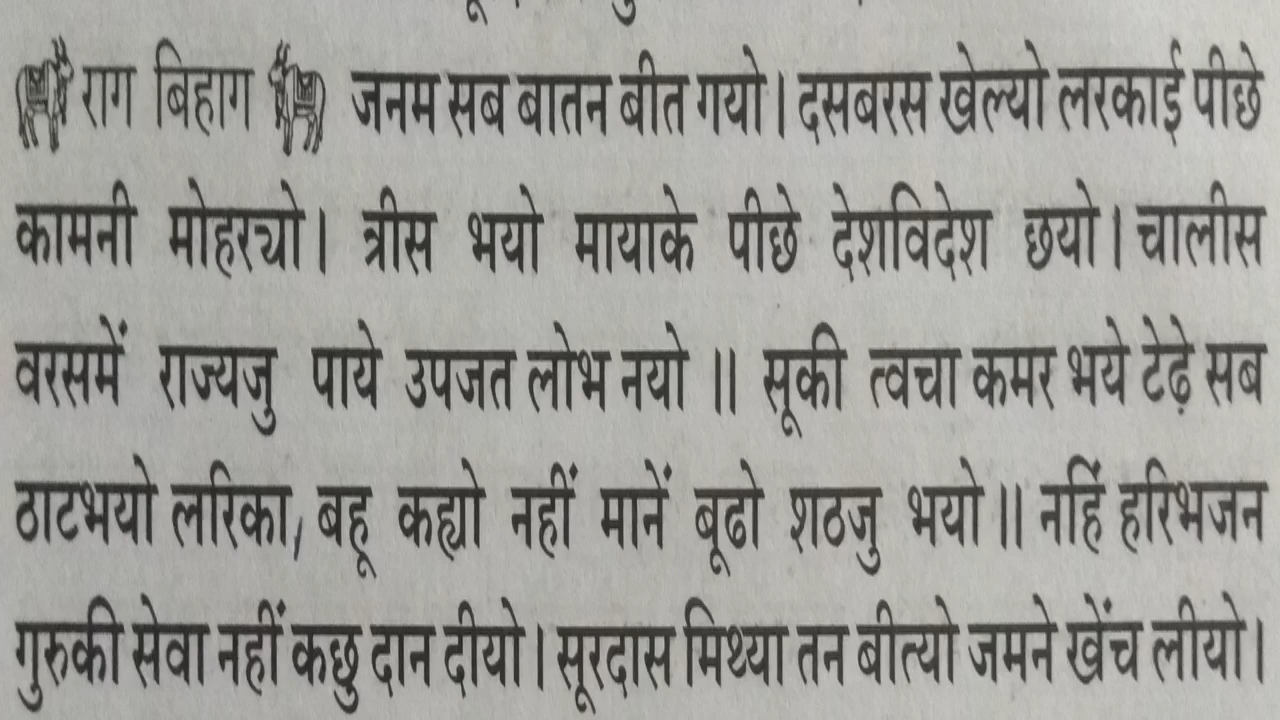 राग बिहाग जनम सब बातन बीत गयो। दसबरस खेल्यो लरकाई पीछे
कामनी मोहरच्यो। त्रीस भयो मायाके पीछे देशविदेश छयो। चालीस
वरसमें राज्यजु पाये उपजत लोभ नयो ॥ सूकी त्वचा कमर भये टेढ़े सब
ठाटभयो लरिका, बहू कह्यो नहीं मानें बूढो शठजु भयो॥ नहिं हरिभजन
गुरुकी सेवा नहीं कछु दान दीयो। सूरदास मिथ्या तन बीत्यो जमने खेंच लीयो।